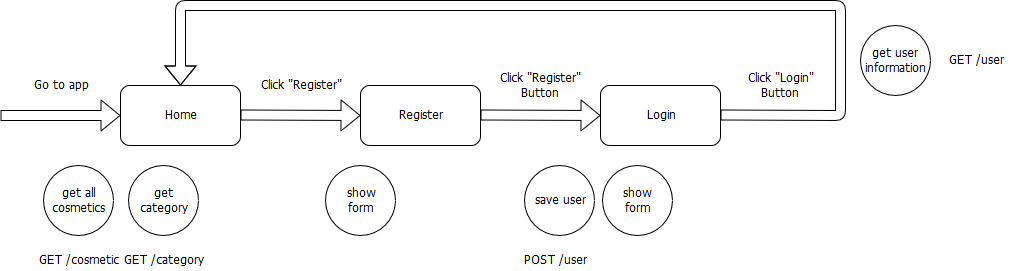 get user
information
GET /user
Go to app
Click "Register"
Click "Register"
Button
Click "Login"
Button
Home
Register
Login
get all
cosmetics
get
category
show
form
save user
show
form
GET /cosmetic
GET /category
POST /user